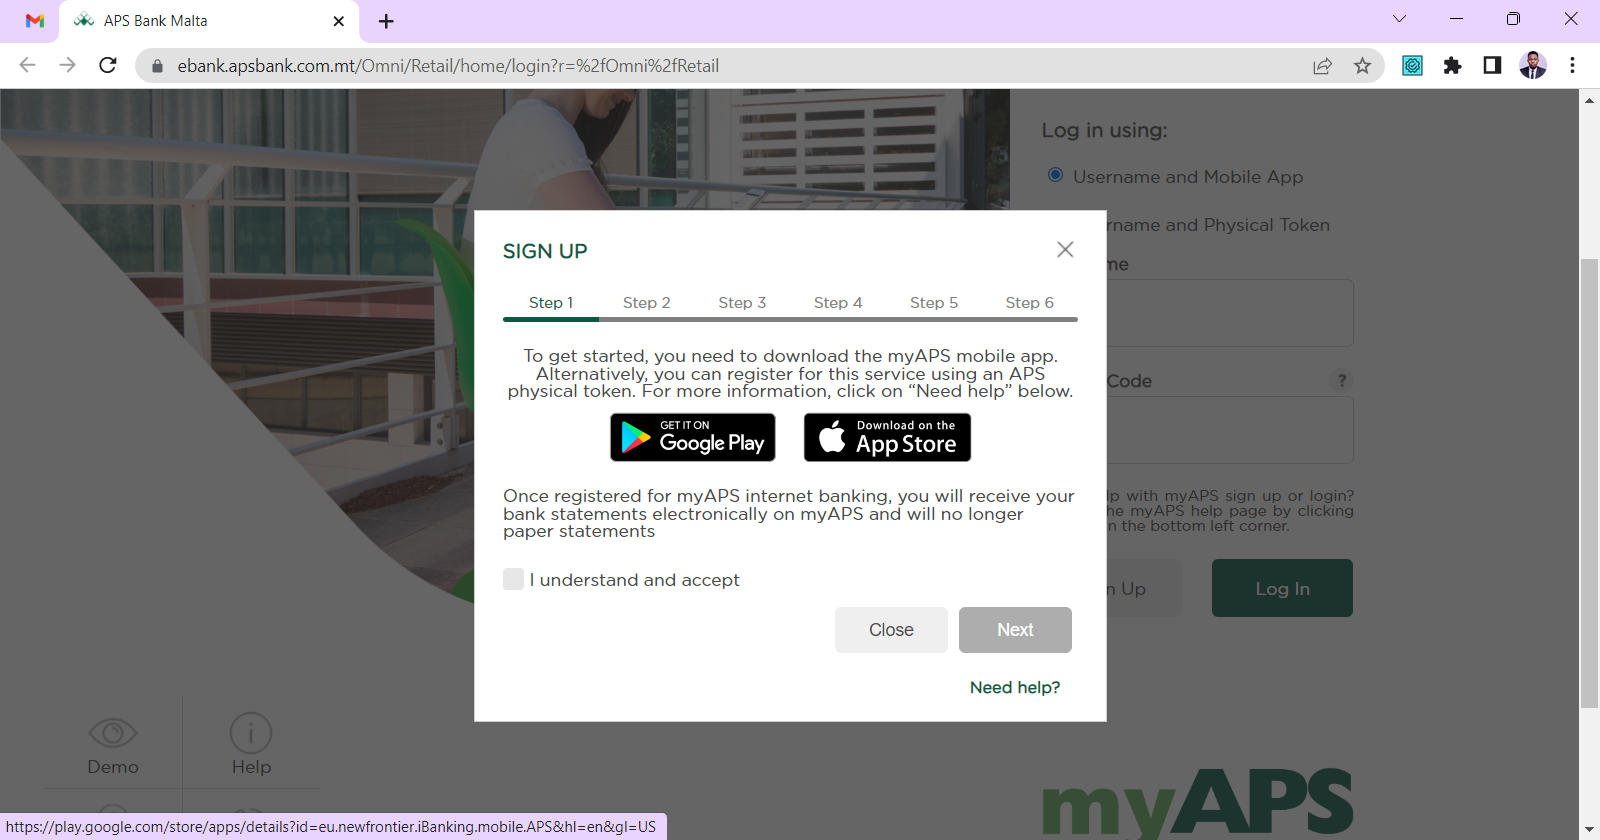 APS Bank Malta
ebank.apsbank.com.mt/Omni/Retail/home/login?r=%2fOmni%2fRetail
Log in using:
Username and Mobile App
rname and Physical Token
me
Code
?
lp with myAPS sign up or login?
he myAPS help page by clicking
n the bottom left corner.
n Up
Log In
SIGN UP
Step 1
Step 2
Step 3
Step 4
Step 5
Step 6
To get started, you need to download the myAPS mobile app.
Alternatively, you can register for this service using an APS
physical token. For more information, click on “Need help” below.
GET IT ON
Google Play
Download on the
App Store
Once registered for myAPS internet banking, you will receive your
bank statements electronically on myAPS and will no longer
paper statements
I understand and accept
Close
Next
Need help?
Demo
Help
myAPS
https://play.google.com/store/apps/details?id=eu.newfrontier.iBanking.mobile.APS&hl=en&gl=US